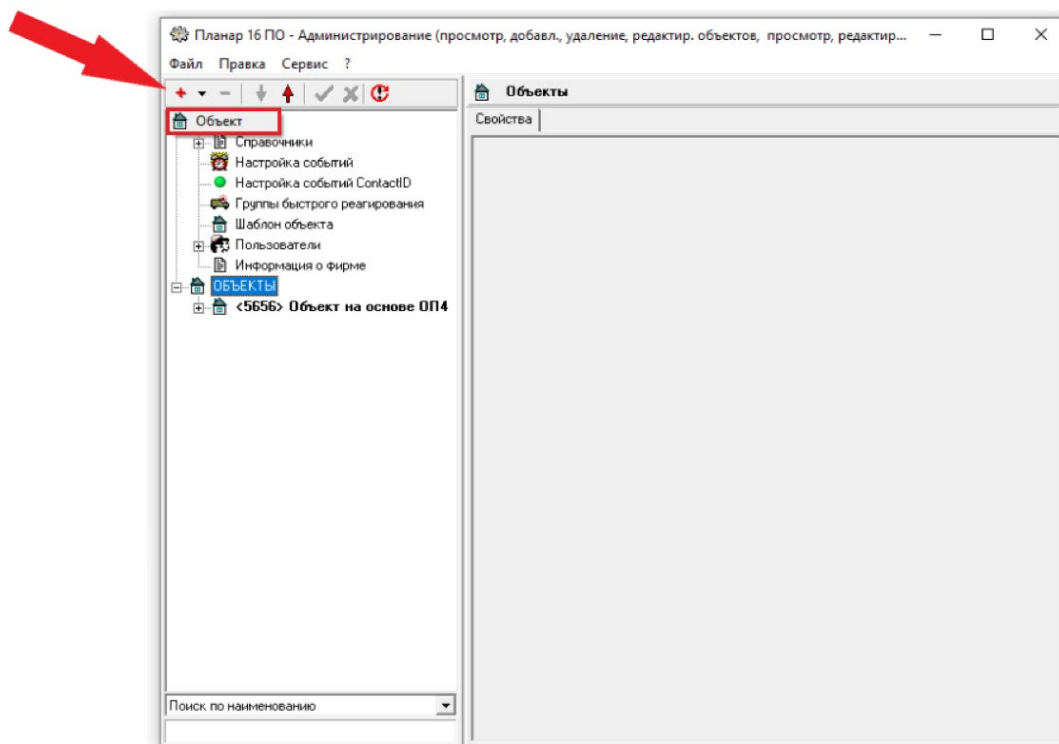 Планар 16 ПО - Администрирование (просмотр, добавл., удаление, редактир. объектов, просмотр, редактир...
Файл Правка Сервис ?
Объекты
Объект
Свойства
Справочники
Настройка событий
Настройка событий ContactID
Группы быстрого реагирования
Шаблон объекта
Пользователи
Информация о фирме
ОБЪЕКТЫ
<5656> Объект на основе ОП4
Поиск по наименованию